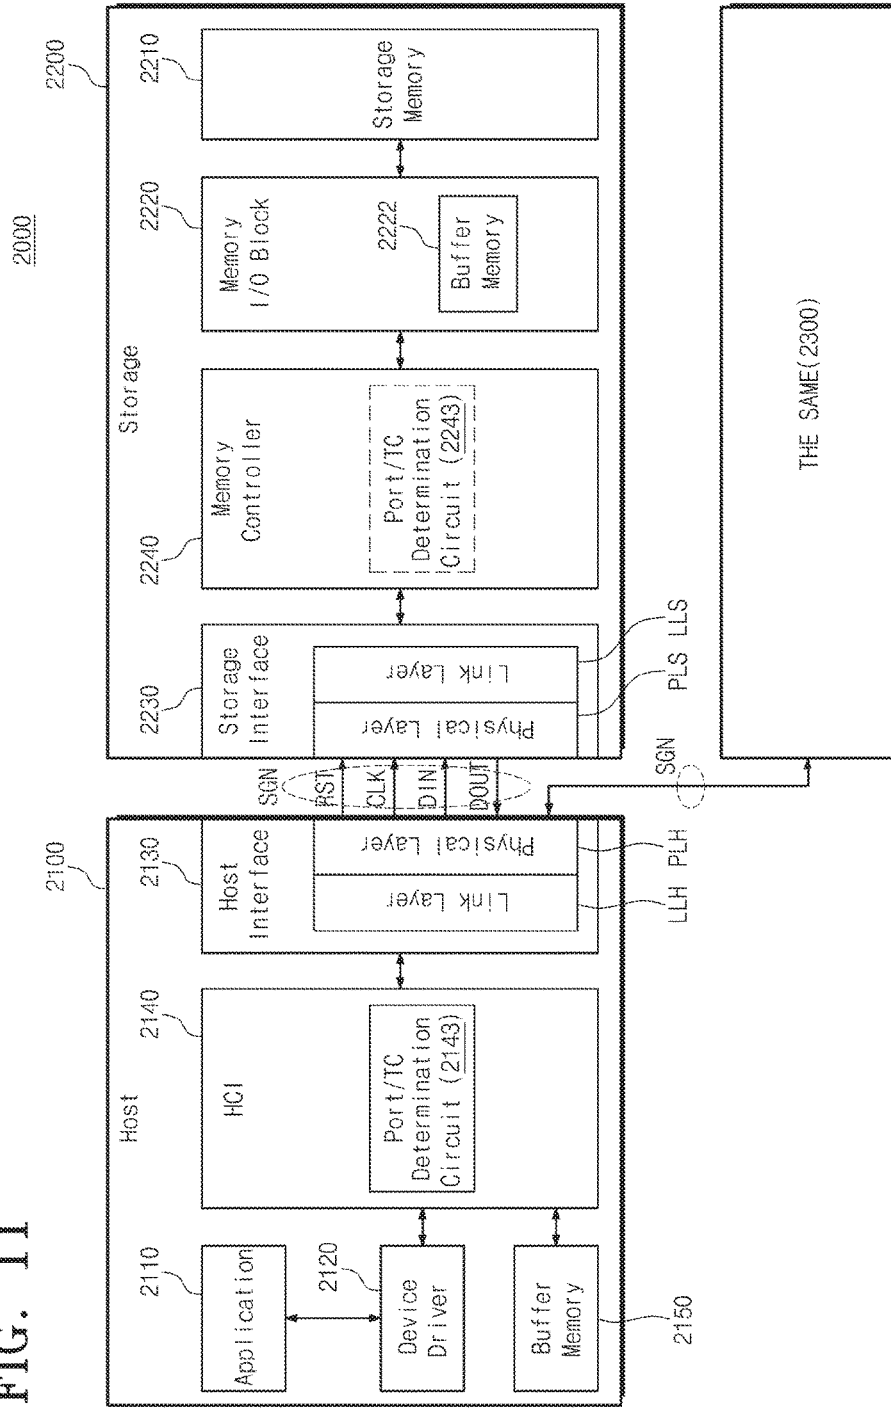 FIG. 11
2000
2100
Host
2110
Application
2120
Device
Driver
Buffer
Memory
2150
2140
HCI
Port/TC
Determination
Circuit (2143)
2130
Host
Interface
Link Layer
Physical Layer
LLH
PLH
SGN
RST
CLK
DIN
DOUT
SGN
2200
Storage
2230
Storage
Interface
Physical Layer
Link Layer
PLS
LLS
2240
Memory
Controller
Port/TC
Determination
Circuit (2243)
2220
Memory
I/O Block
2222
Buffer
Memory
2210
Storage
Memory
THE SAME(2300)